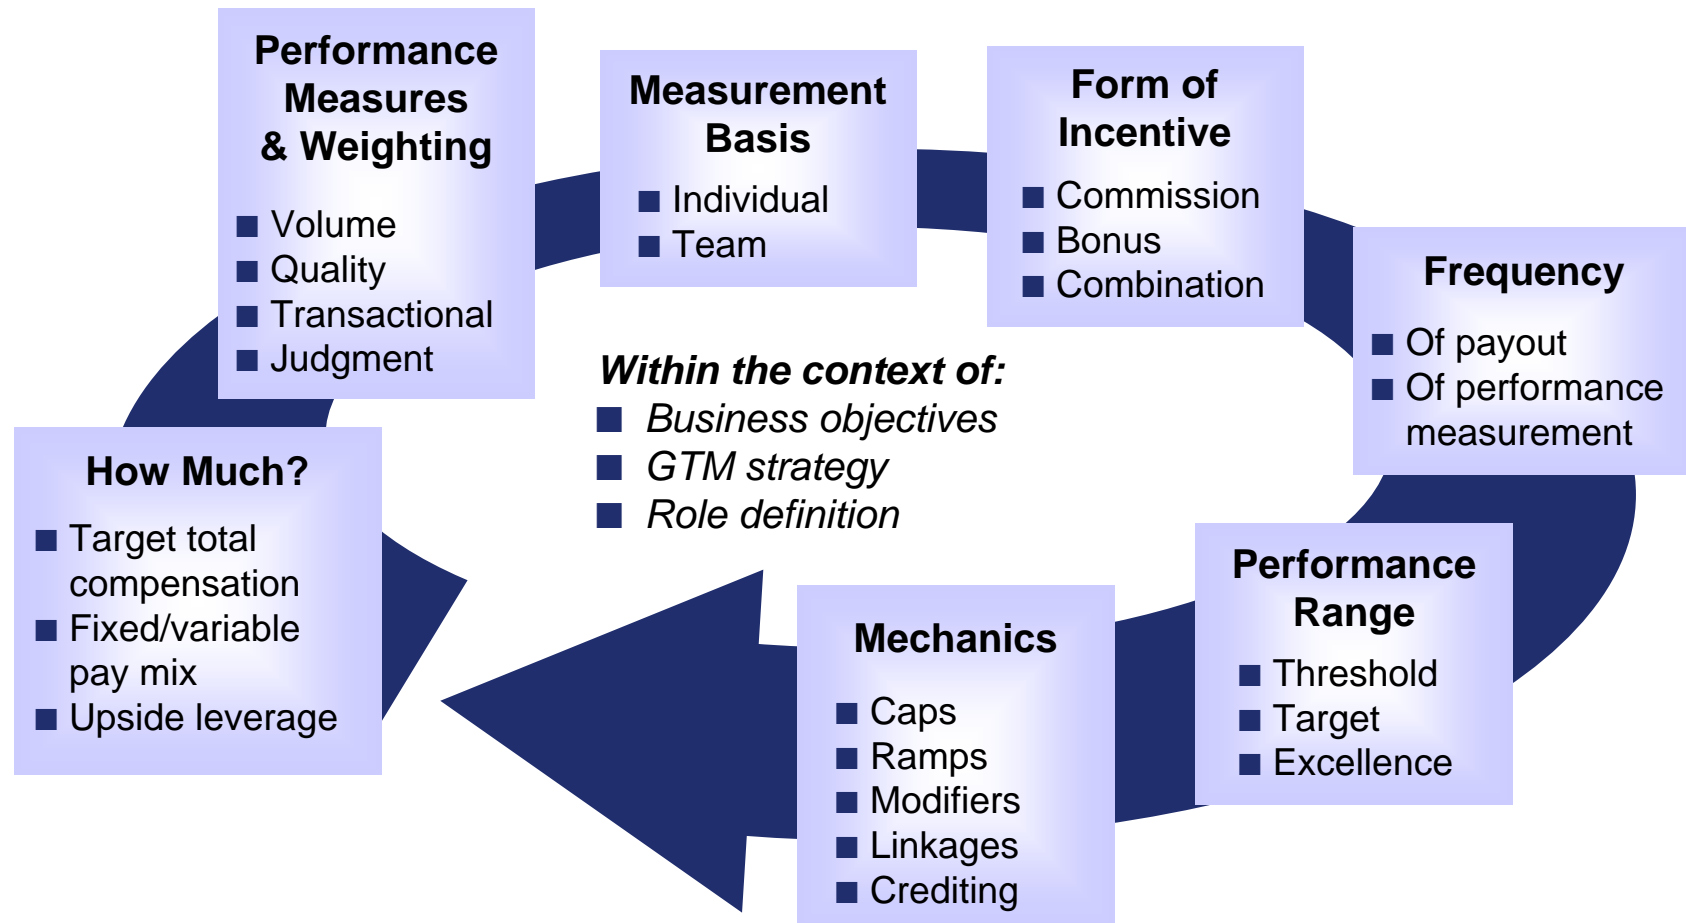 Performance
Measures
& Weighting
■ Volume
■ Quality
■ Transactional
■ Judgment
Measurement
Basis
■ Individual
■ Team
Form of
Incentive
■ Commission
■ Bonus
■ Combination
Frequency
■ Of payout
■ Of performance
measurement
Within the context of:
■ Business objectives
■ GTM strategy
■ Role definition
How Much?
■ Target total
compensation
■ Fixed/variable
pay mix
■ Upside leverage
Mechanics
■ Caps
■ Ramps
■ Modifiers
■ Linkages
■ Crediting
Performance
Range
■ Threshold
■ Target
■ Excellence